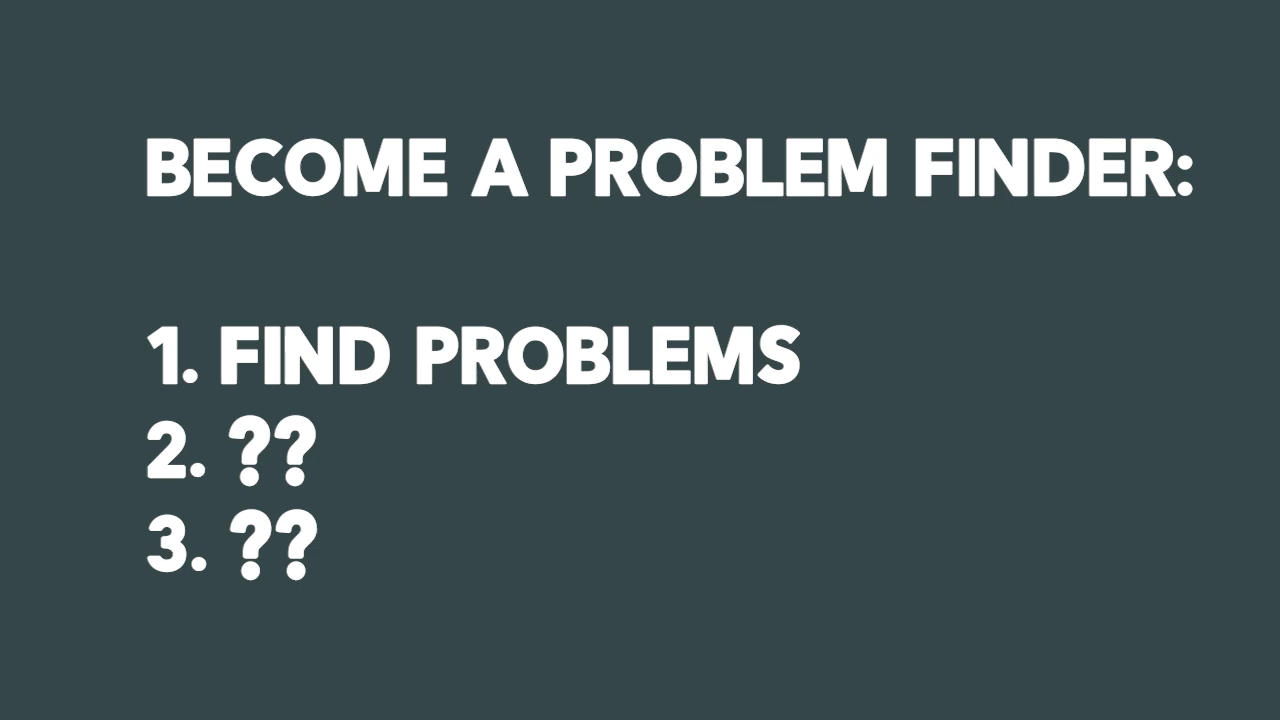 BECOME A PROBLEM FINDER:
1. FIND PROBLEMS
2. ??
3. ??